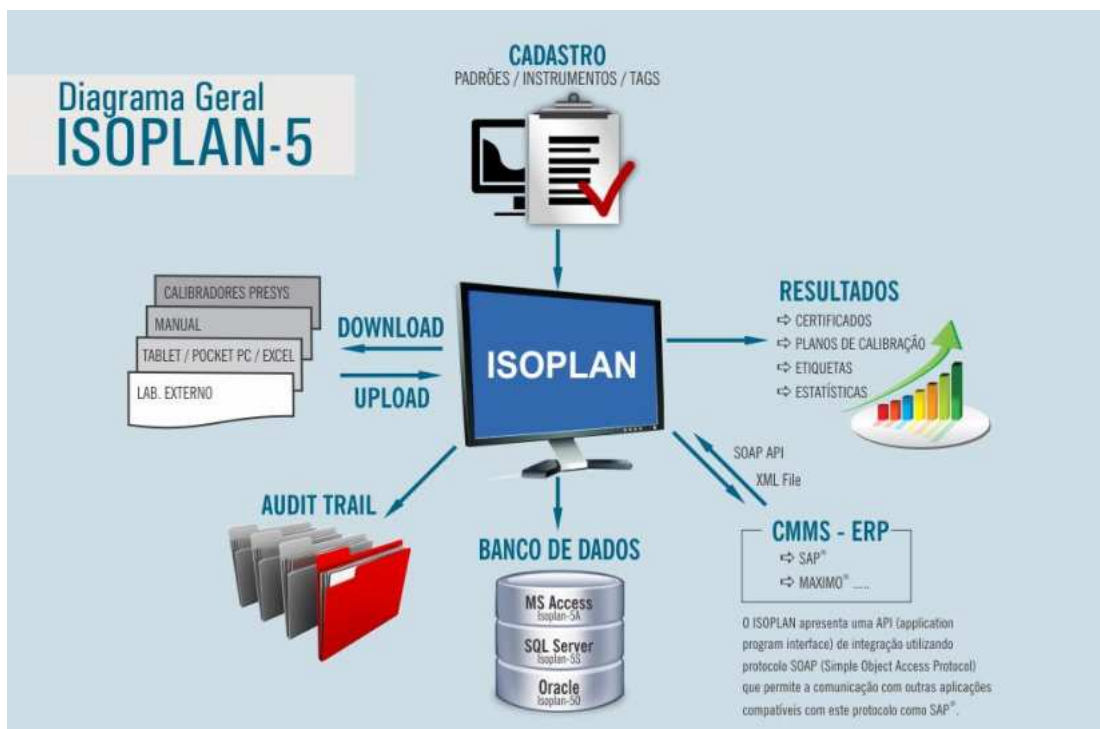 Diagrama Geral
ISOPLAN-5
CADASTRO
PADRÕES / INSTRUMENTOS / TAGS
CALIBRADORES PRESYS
MANUAL
TABLET / POCKET PC / EXCEL
LAB. EXTERNO
DOWNLOAD
UPLOAD
ISOPLAN
RESULTADOS
⇨ CERTIFICADOS
⇨ PLANOS DE CALIBRAÇÃO
⇨ ETIQUETAS
⇨ ESTATÍSTICAS
SOAP API
XML File
AUDIT TRAIL
BANCO DE DADOS
MS Access
Isoplan-5A
SQL Server
Isoplan-5S
Oracle
Isoplan-5O
CMMS - ERP
⇨ SAP®
⇨ MAXIMO® .....
O ISOPLAN apresenta uma API (application
program interface) de integração utilizando
protocolo SOAP (Simple Object Access Protocol)
que permite a comunicação com outras aplicações
compatíveis com este protocolo como SAP®.